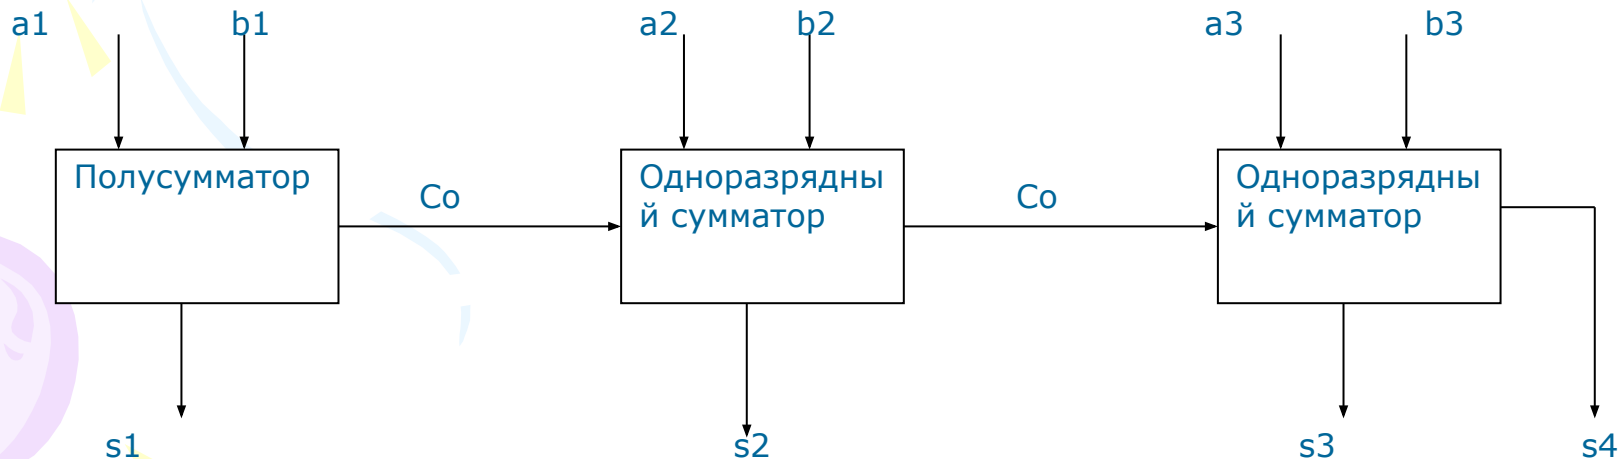 a1 b1 a2 b2 a3 b3
Полусумматор
Co
Одноразрядны
й сумматор
Co
Одноразрядны
й сумматор
s1 s2 s3 s4